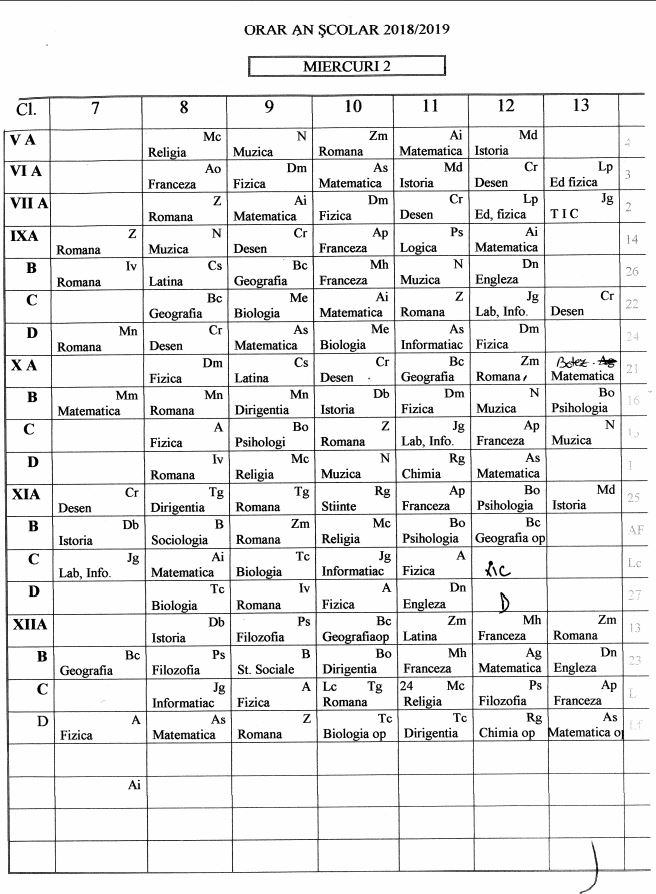 ORAR AN ŞCOLAR 2018/2019
MIERCURI 2
Cl. 7 8 9 10 11 12 13
V A Mc N Zm Ai Md 4
Religia Muzica Romana Matematica Istoria
VI A Ao Dm As Md Cr Lp 3
Franceza Fizica Matematica Istoria Desen Ed fizica
VII A Z Ai Dm Cr Lp Jg 2
Romana Matematica Fizica Desen Ed, fizica T I C
IXA Z N Cr Ap Ps Ai 14
Romana Muzica Desen Franceza Logica Matematica
B Iv Cs Bc Mh N Dn 26
Romana Latina Geografia Franceza Muzica Engleza
C Bc Me Ai Z Jg Cr 22
Geografia Biologia Matematica Romana Lab, Info. Desen
D Mn Cr As Me As Dm 24
Romana Desen Matematica Biologia Informatiac Fizica
X A Dm Cs Cr Bc Zm Botez Ag 21
Fizica Latina Desen Geografia Romana, Matematica
B Mm Mn Mn Db Dm N Bo 16
Matematica Romana Dirigentia Istoria Fizica Muzica Psihologia
C A Bo Z Jg Ap N
Fizica Psihologi Romana Lab, Info. Franceza Muzica
D Iv Mc N Rg As 1
Romana Religia Muzica Chimia Matematica
XIA Cr Tg Tg Rg Ap Bo Md 25
Desen Dirigentia Romana Stiinte Franceza Psihologia Istoria
B Db B Zm Mc Bo Bc AF
Istoria Sociologia Romana Religia Psihologia Geografia op
C Jg Ai Tc Jg A Lc
Lab, Info. Matematica Biologia Informatiac Fizica
D Tc Iv A Dn D 27
Biologia Romana Fizica Engleza
XIIA Db Ps Bc Zm Mh Zm 13
Istoria Filozofia Geografiaop Latina Franceza Romana
B Bc Ps B Bo Mh Ag Dn 23
Geografia Filozofia St. Sociale Dirigentia Franceza Matematica Engleza
C Jg A Lc Tg 24 Mc Ps Ap L
Informatiac Fizica Romana Religia Filozofia Franceza
D A As Z Tc Tc Rg As Lf
Fizica Matematica Romana Biologia op Dirigentia Chimia op Matematica o
Ai